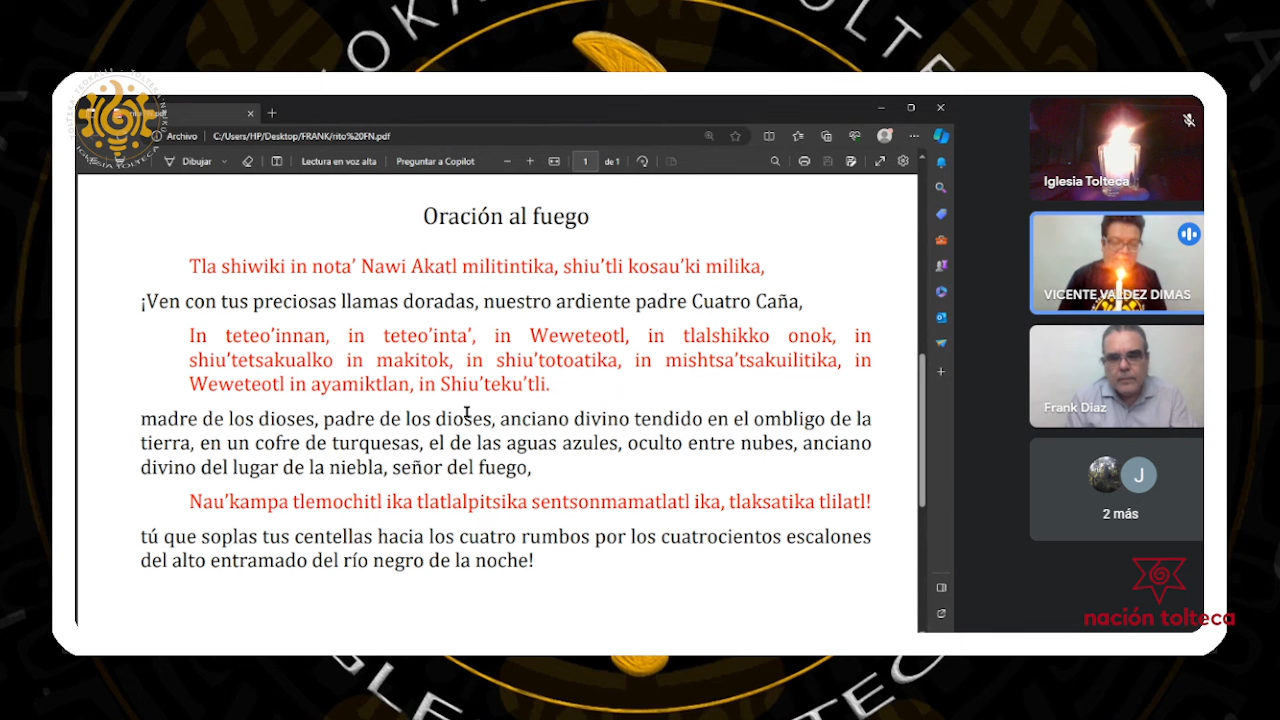 Archivo
C:/Users/HP/Desktop/FRANK/rito%20FN.pdf
Dibujar
Lectura en voz alta
Preguntar a Copilot
1
de 1
Oración al fuego
Tla shiwiki in nota’ Nawi Akatl militintika, shiu’tli kosau’ki milika,
¡Ven con tus preciosas llamas doradas, nuestro ardiente padre Cuatro Caña,
In teteo’innan, in teteo’inta’, in Weweteotl, in tlalshikko onok, in
shiu’tetsakualko in makitok, in shiu’totoatika, in mishtsa’tsakuilitika, in
Weweteotl in ayamiktlan, in Shiu’teku’tli.
madre de los dioses, padre de los dioses, anciano divino tendido en el ombligo de la
tierra, en un cofre de turquesas, el de las aguas azules, oculto entre nubes, anciano
divino del lugar de la niebla, señor del fuego,
Nau’kampa tlemochitl ika tlatlalpitsika sentsonmamatlatl ika, tlaksatika tlilatl!
tú que soplas tus centellas hacia los cuatro rumbos por los cuatrocientos escalones
del alto entramado del río negro de la noche!
Iglesia Tolteca
VICENTE VALDEZ DIMAS
Frank Diaz
J
2 más
nación tolteca
IGLESIA TOLTECA